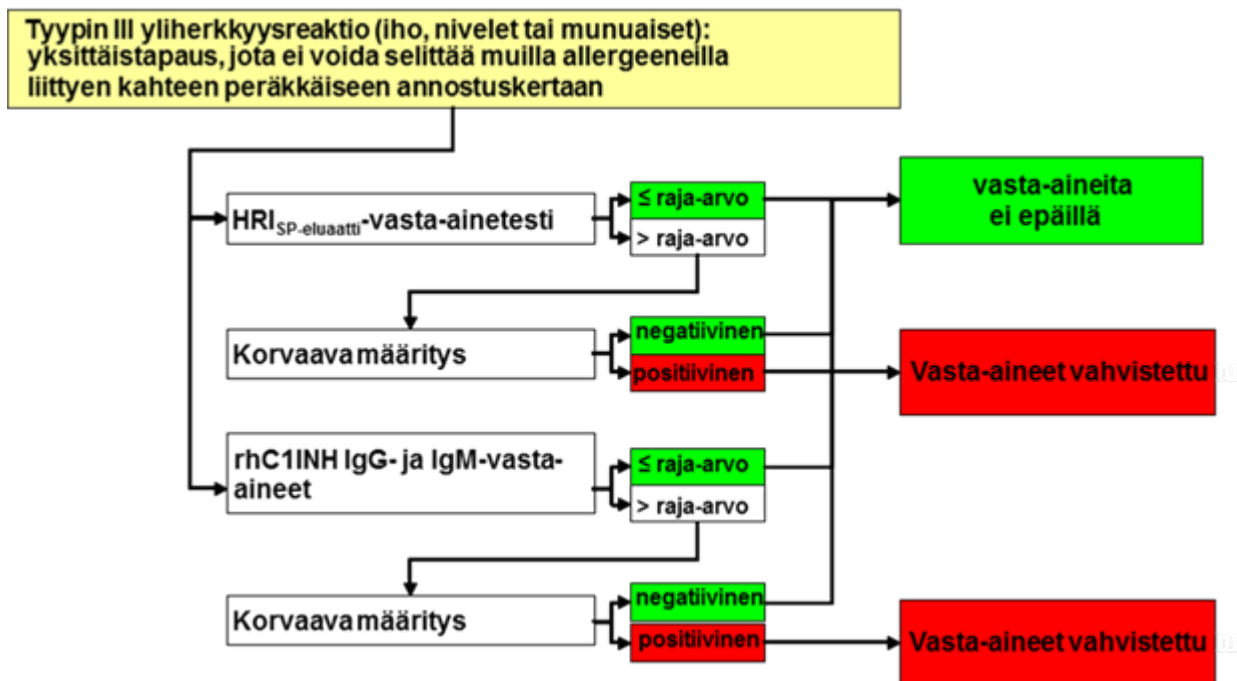 Tyypin III yliherkkyysreaktio (iho, nivelet tai munuaiset):
yksittäistapaus, jota ei voida selittää muilla allergeeneilla
liittyen kahteen peräkkäiseen annostuskertaan
HRISP-eluaatti-vasta-ainetesti
≤ raja-arvo
> raja-arvo
vasta-aineita
ei epäillä
Korvaava määritys
negatiivinen
positiivinen
Vasta-aineet vahvistettu
rhC1INH IgG- ja IgM-vasta-
aineet
≤ raja-arvo
> raja-arvo
Korvaava määritys
negatiivinen
positiivinen
Vasta-aineet vahvistettu